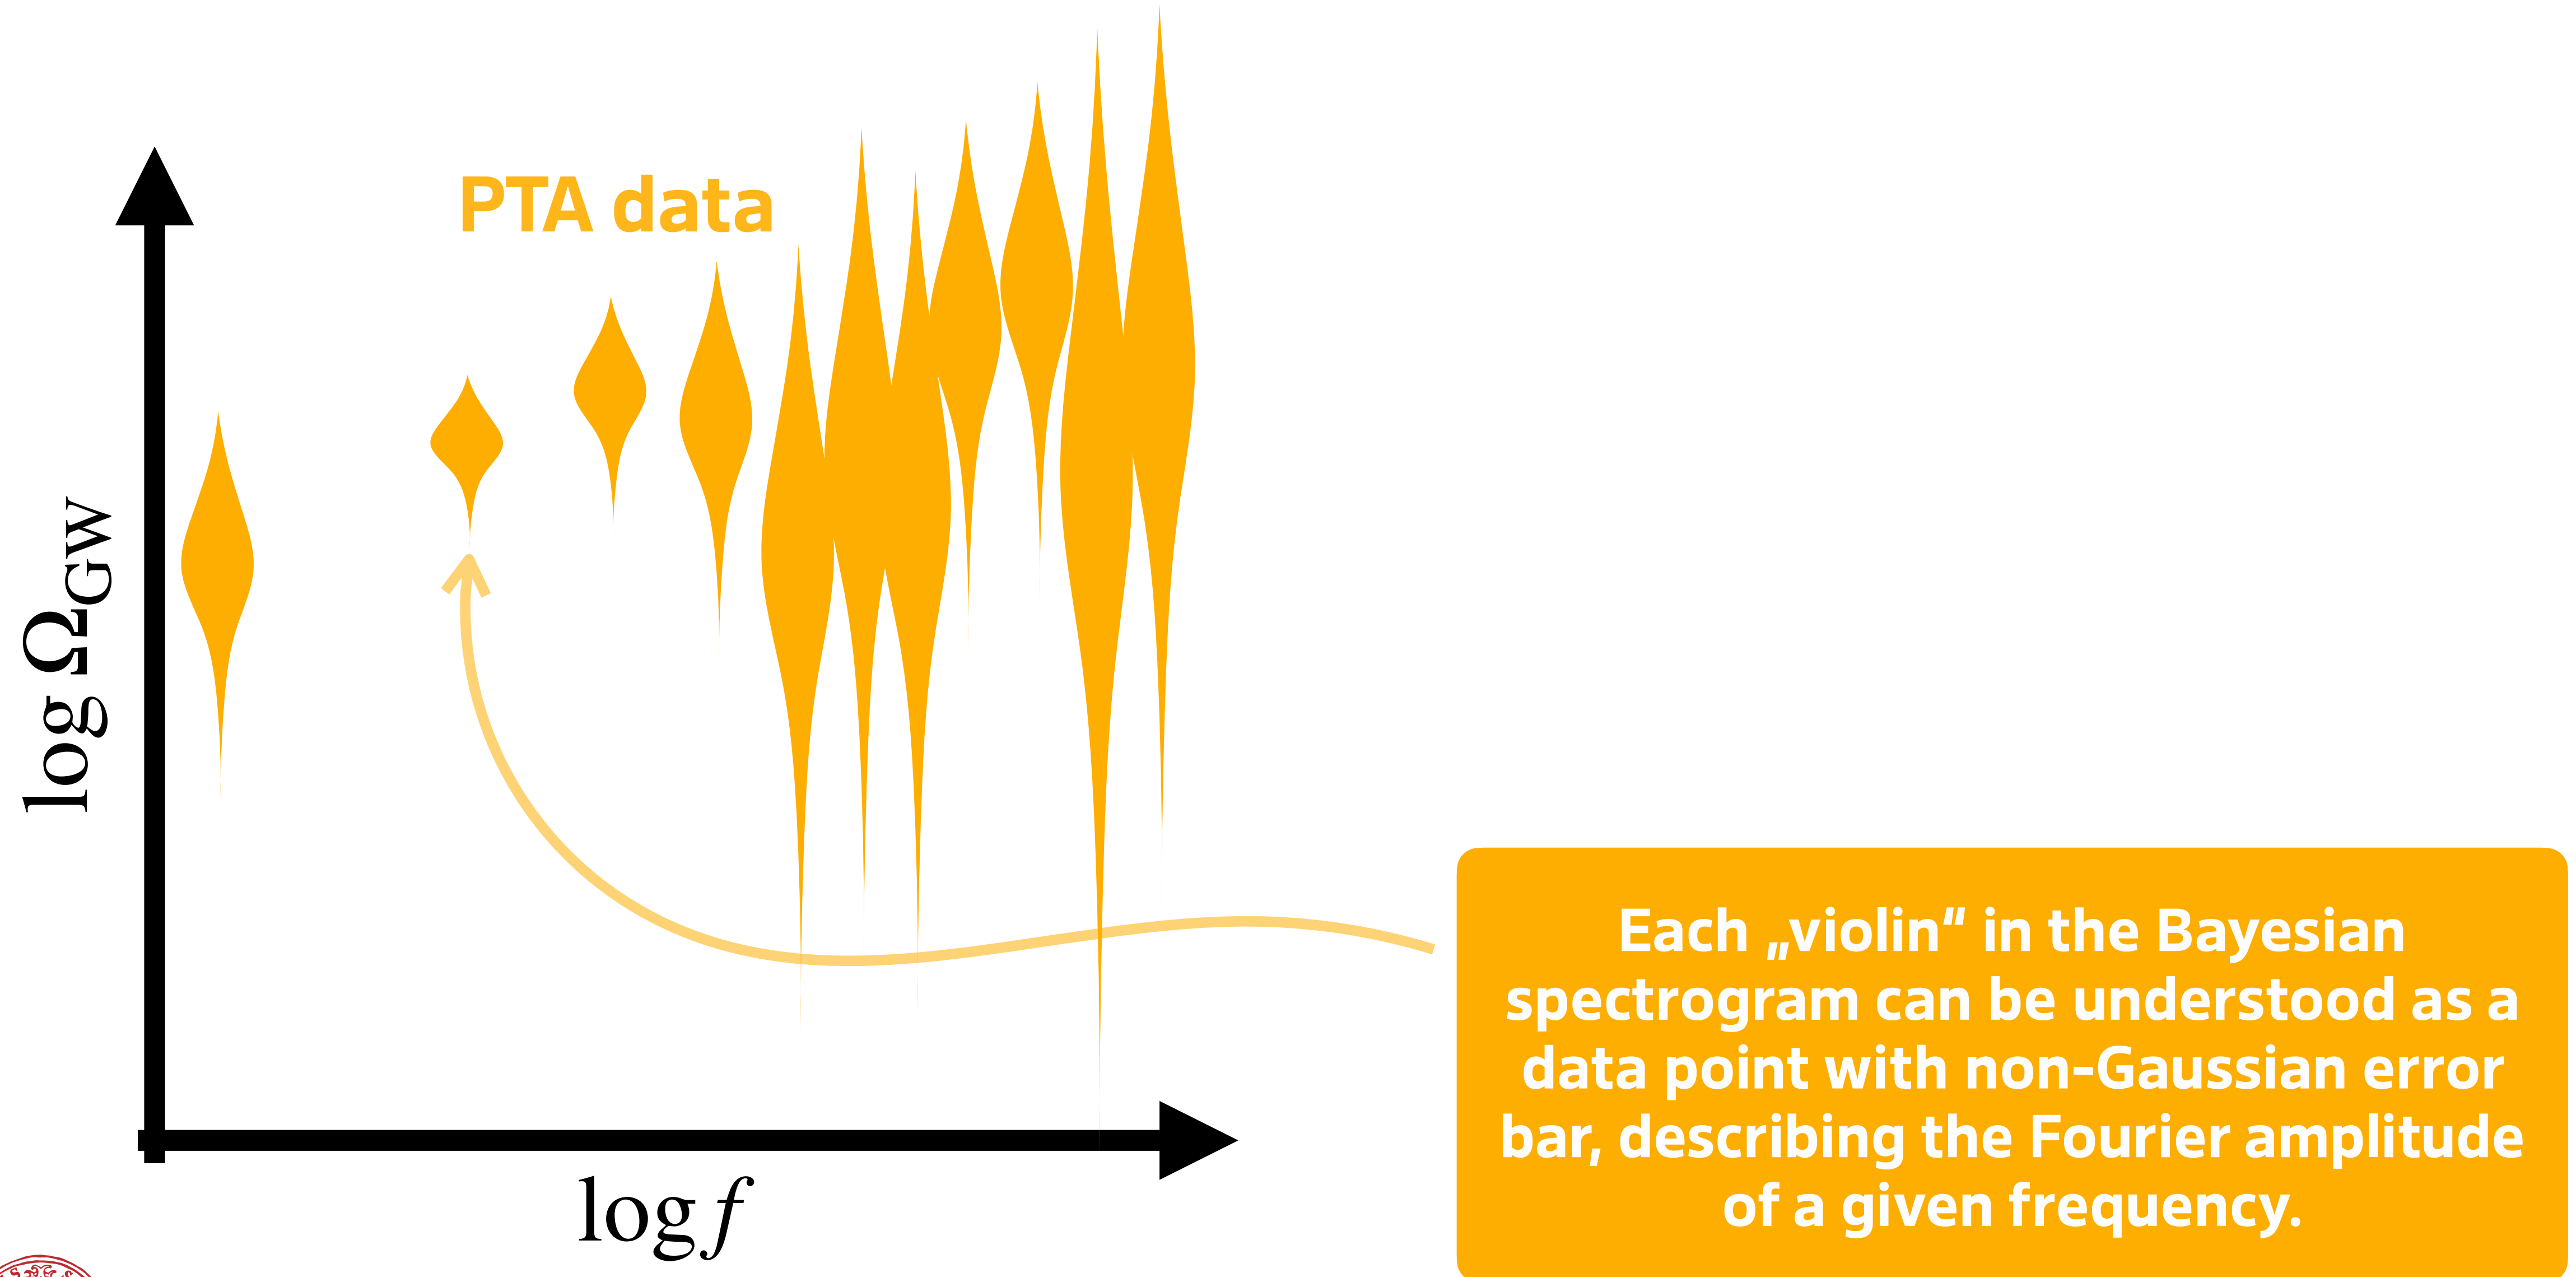 PTA data
log Ω_GW
log f
Each „violin“ in the Bayesian
spectrogram can be understood as a
data point with non-Gaussian error
bar, describing the Fourier amplitude
of a given frequency.